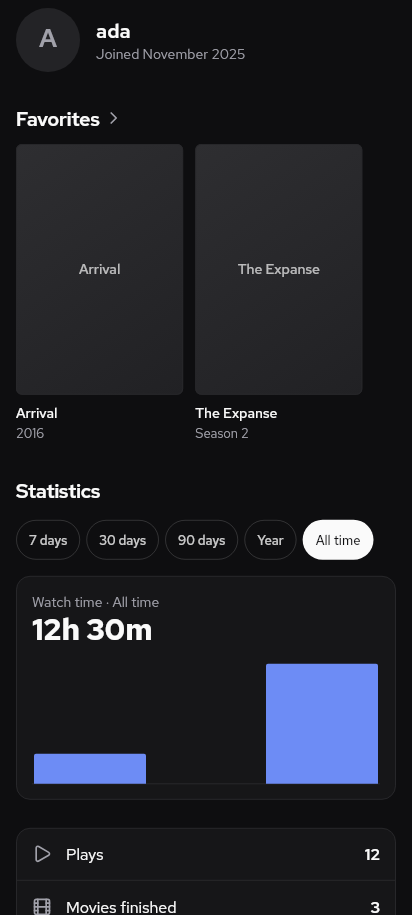 A
ada
Joined November 2025
Favorites
Arrival
The Expanse
Arrival
The Expanse
2016
Season 2
Statistics
7 days
30 days
90 days
Year
All time
Watch time · All time
12h 30m
Plays
12
Movies finished
3